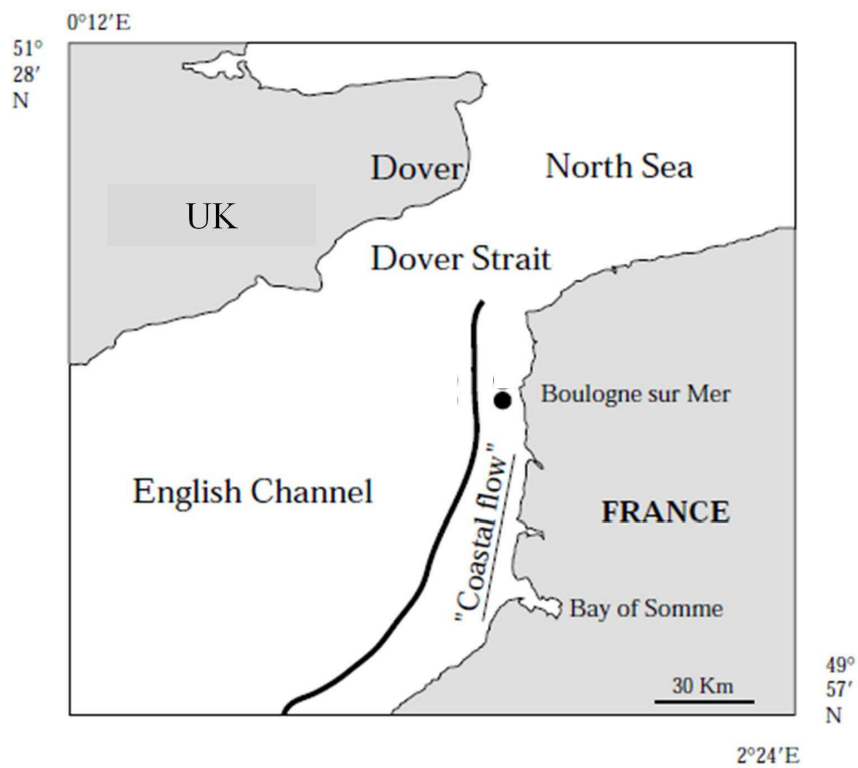 0°12′E
51°
28′
N
Dover
North Sea
UK
Dover Strait
Boulogne sur Mer
English Channel
"Coastal flow"
FRANCE
Bay of Somme
30 Km
49°
57′
N
2°24′E